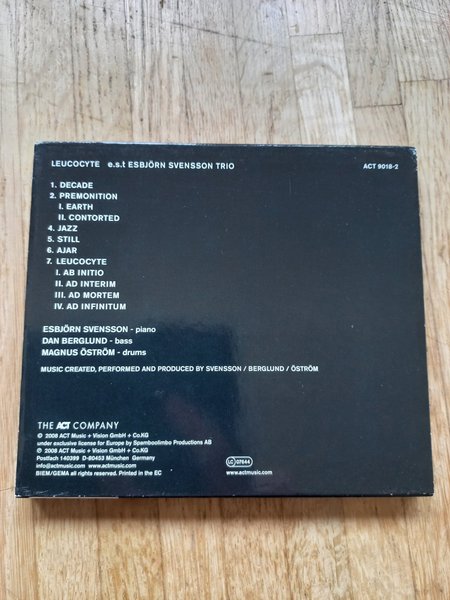 LEUCOCYTE e.s.t ESBJÖRN SVENSSON TRIO ACT 9018-2
1. DECADE
2. PREMONITION
I. EARTH
II. CONTORTED
4. JAZZ
5. STILL
6. AJAR
7. LEUCOCYTE
I. AB INITIO
II. AD INTERIM
III. AD MORTEM
IV. AD INFINITUM
ESBJÖRN SVENSSON - piano
DAN BERGLUND - bass
MAGNUS ÖSTRÖM - drums
MUSIC CREATED, PERFORMED AND PRODUCED BY SVENSSON / BERGLUND / ÖSTRÖM
THE ACT COMPANY
© 2008 ACT Music + Vision GmbH + Co.KG
under exclusive license for Europe by Spamboolimbo Productions AB
℗ 2008 ACT Music + Vision GmbH + Co.KG
Postfach 140399 D-80453 München Germany
info@actmusic.com www.actmusic.com
BIEM/GEMA all rights reserved. Printed in the EC
LC 07644
www.actmusic.com